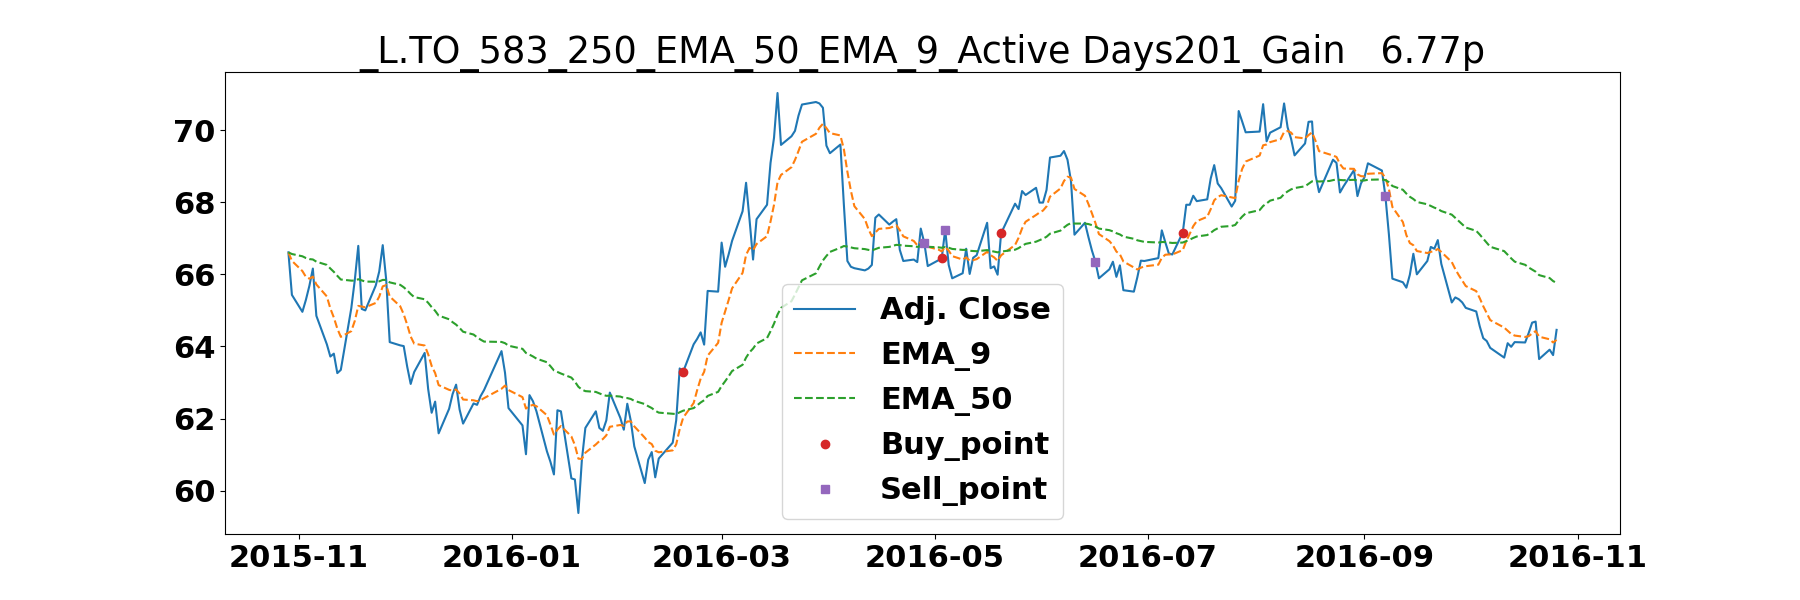 _L.TO_583_250_EMA_50_EMA_9_Active Days201_Gain   6.77p
70
68
66
64
62
60
Adj. Close
EMA_9
EMA_50
Buy_point
Sell_point
2015-11 2016-01 2016-03 2016-05 2016-07 2016-09 2016-11